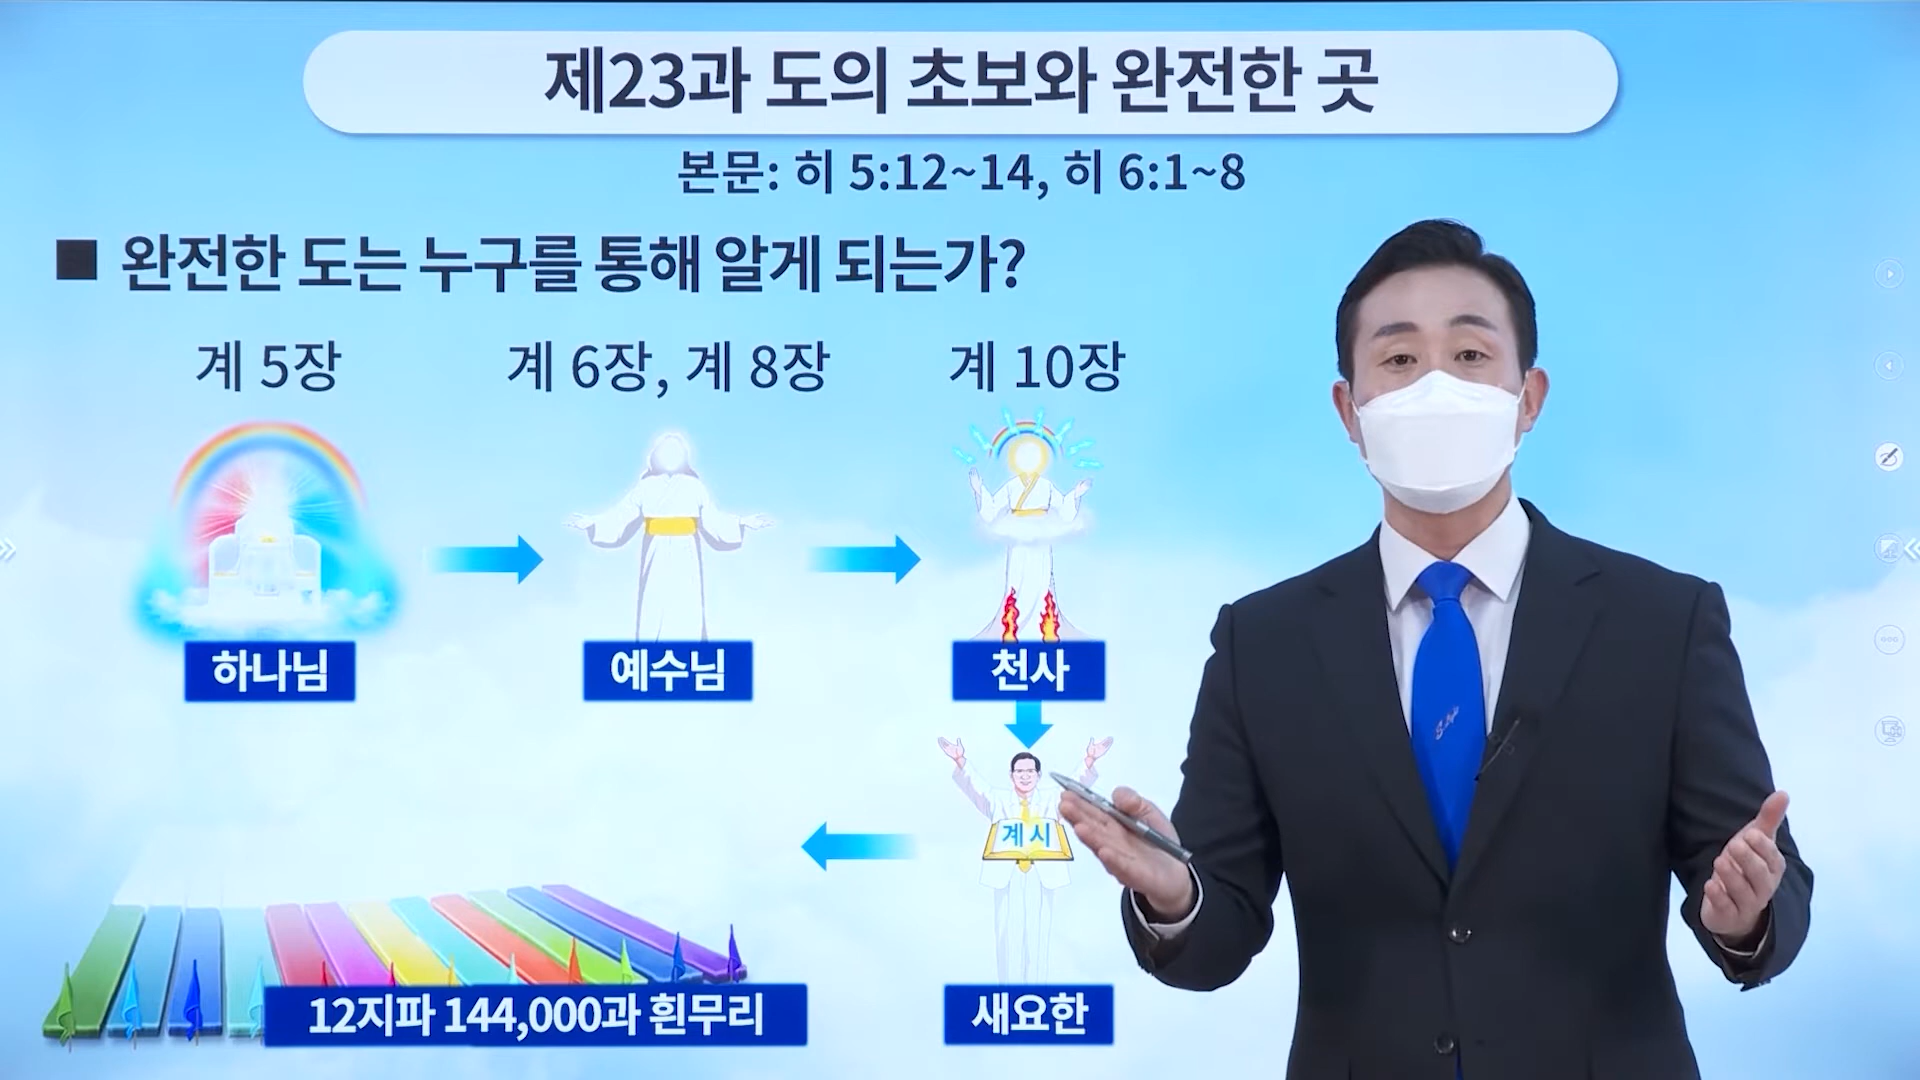 제23과 도의 초보와 완전한 곳
본문: 히 5:12~14, 히 6:1~8
■ 완전한 도는 누구를 통해 알게 되는가?
계 5장
계 6장, 계 8장
계 10장
하나님
예수님
천사
계시
12지파 144,000과 흰무리
새요한